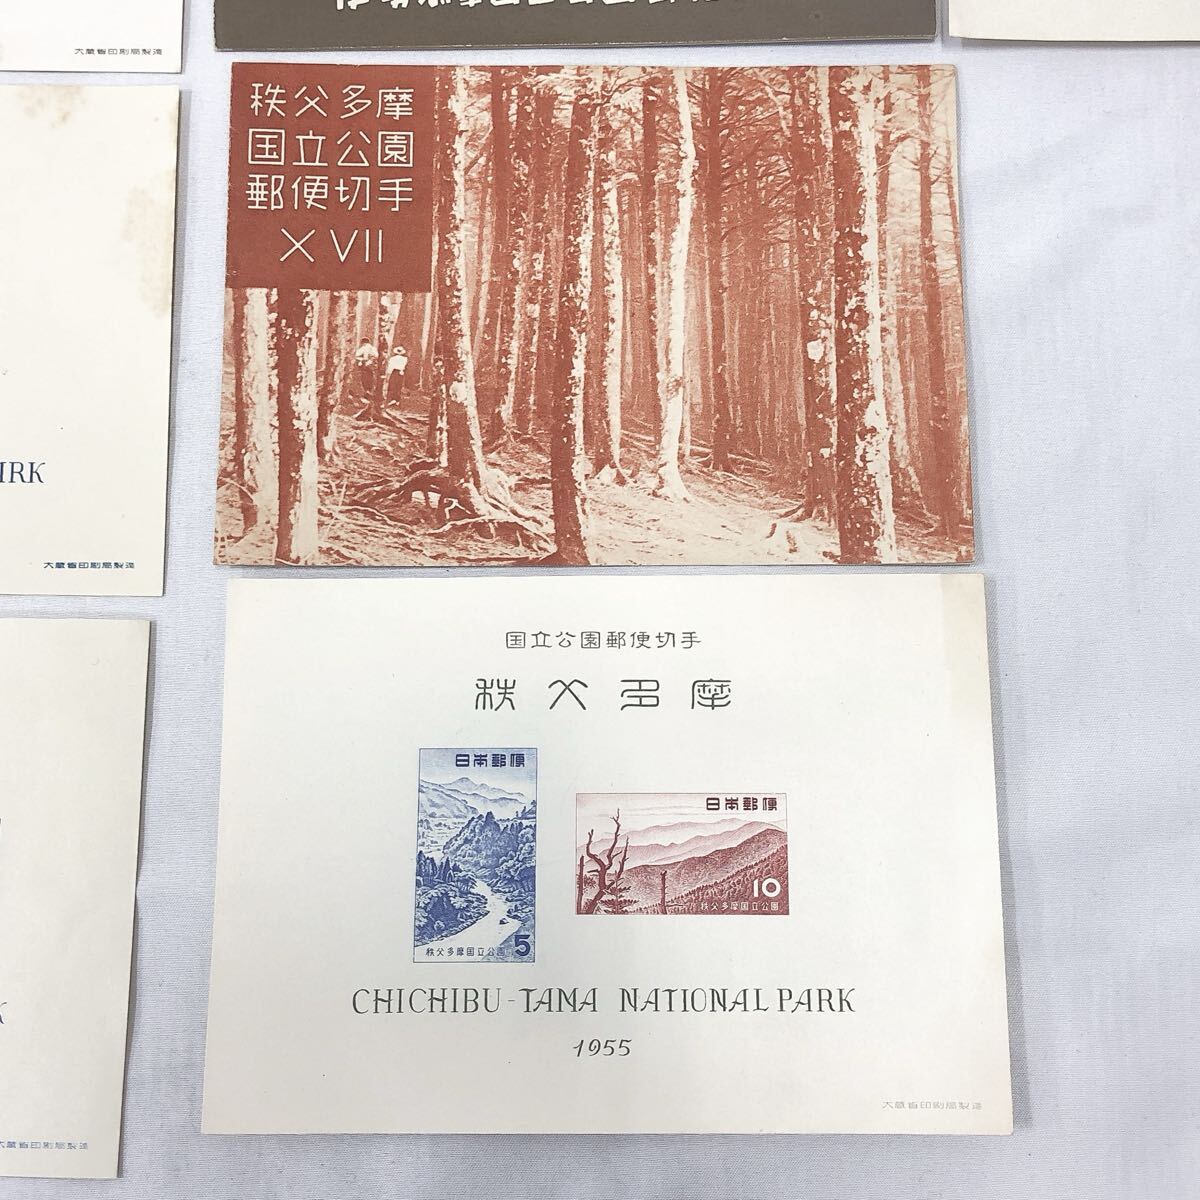 大蔵省印刷局製造
秩父多摩
国立公園
郵便切手
XVII
大蔵省印刷局製造
国立公園郵便切手
秩父多摩
日本郵便
5
秩父多摩国立公園
日本郵便
10
秩父多摩国立公園
CHICHIBU-TAMA NATIONAL PARK
1955
大蔵省印刷局製造
大蔵省印刷局製造